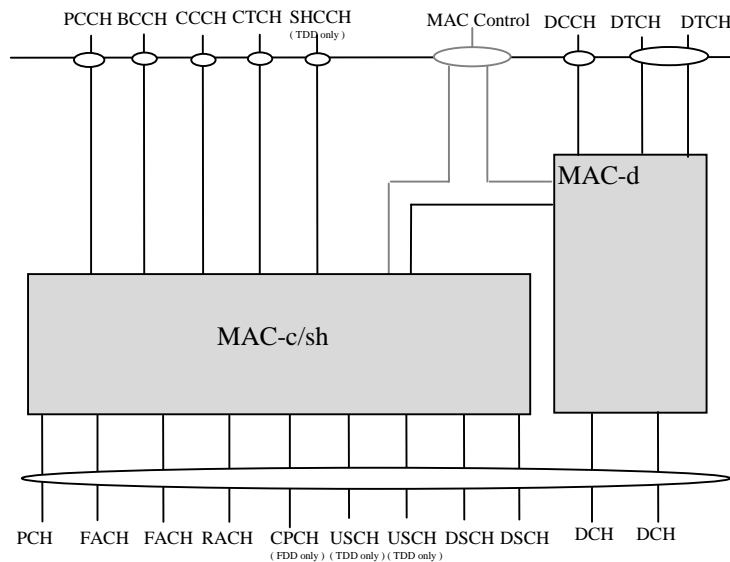 PCCH BCCH CCCH CTCH SHCCH MAC Control DCCH DTCH DTCH
( TDD only )
MAC-d
MAC-c/sh
PCH FACH FACH RACH CPCH USCH USCH DSCH DSCH DCH DCH
( FDD only ) ( TDD only ) ( TDD only )